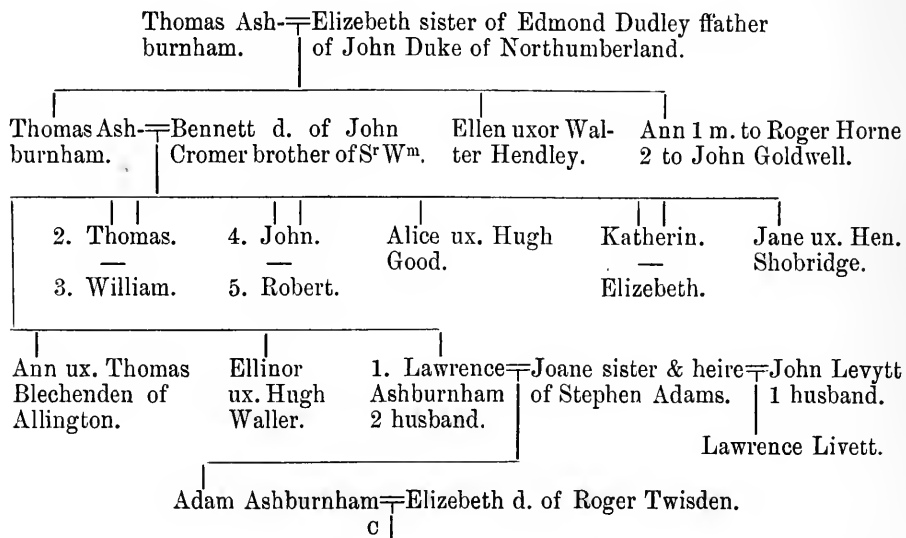 Thomas Ash- Elizebeth sister of Edmond Dudley ffather
burnham. of John Duke of Northumberland.
Thomas Ash- Bennett d. of John Ellen uxor Wal- Ann 1 m. to Roger Horne
burnham. Cromer brother of Sʳ Wᵐ. ter Hendley. 2 to John Goldwell.
2. Thomas. 4. John. Alice ux. Hugh Katherin. Jane ux. Hen.
Good. Shobridge.
3. William. 5. Robert. Elizebeth.
Ann ux. Thomas Ellinor 1. Lawrence Joane sister & heire John Levytt
Blechenden of ux. Hugh Ashburnham of Stephen Adams. 1 husband.
Allington. Waller. 2 husband.
Lawrence Livett.
Adam Ashburnham Elizebeth d. of Roger Twisden.
C